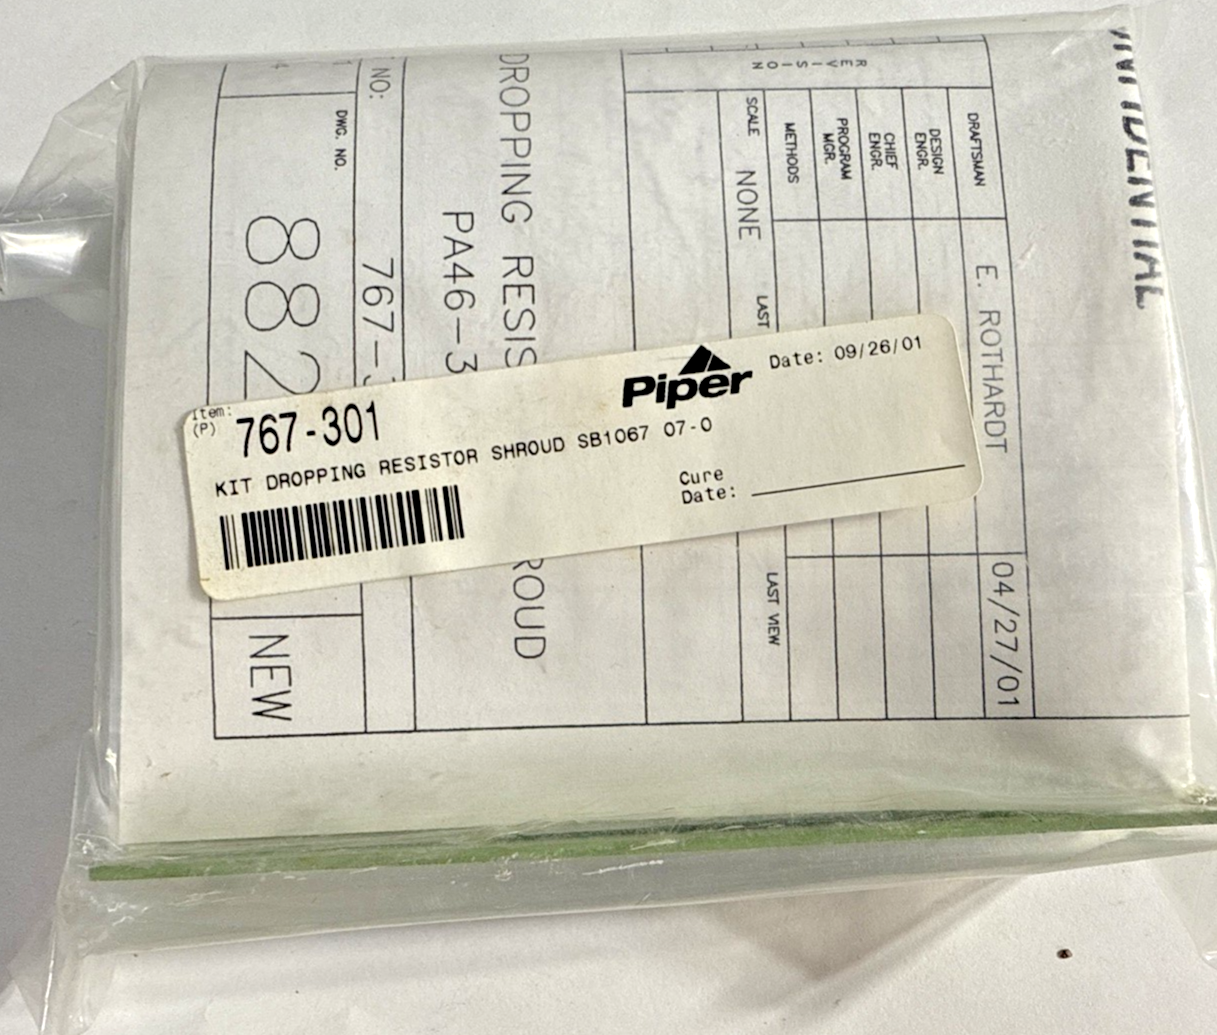 Item:
(P)
767-301
Piper
Date: 09/26/01
KIT DROPPING RESISTOR SHROUD SB1067 07-0
Cure
Date:
REVISION
DRAFTSMAN
E. ROTHARDT
04/27/01
DESIGN
ENGR.
CHIEF
ENGR.
PROGRAM
MGR.
METHODS
SCALE
NONE
LAST
LAST VIEW
DROPPING RESIS
ROUD
PA46-3
NO:
767-
DWG. NO.
882
NEW